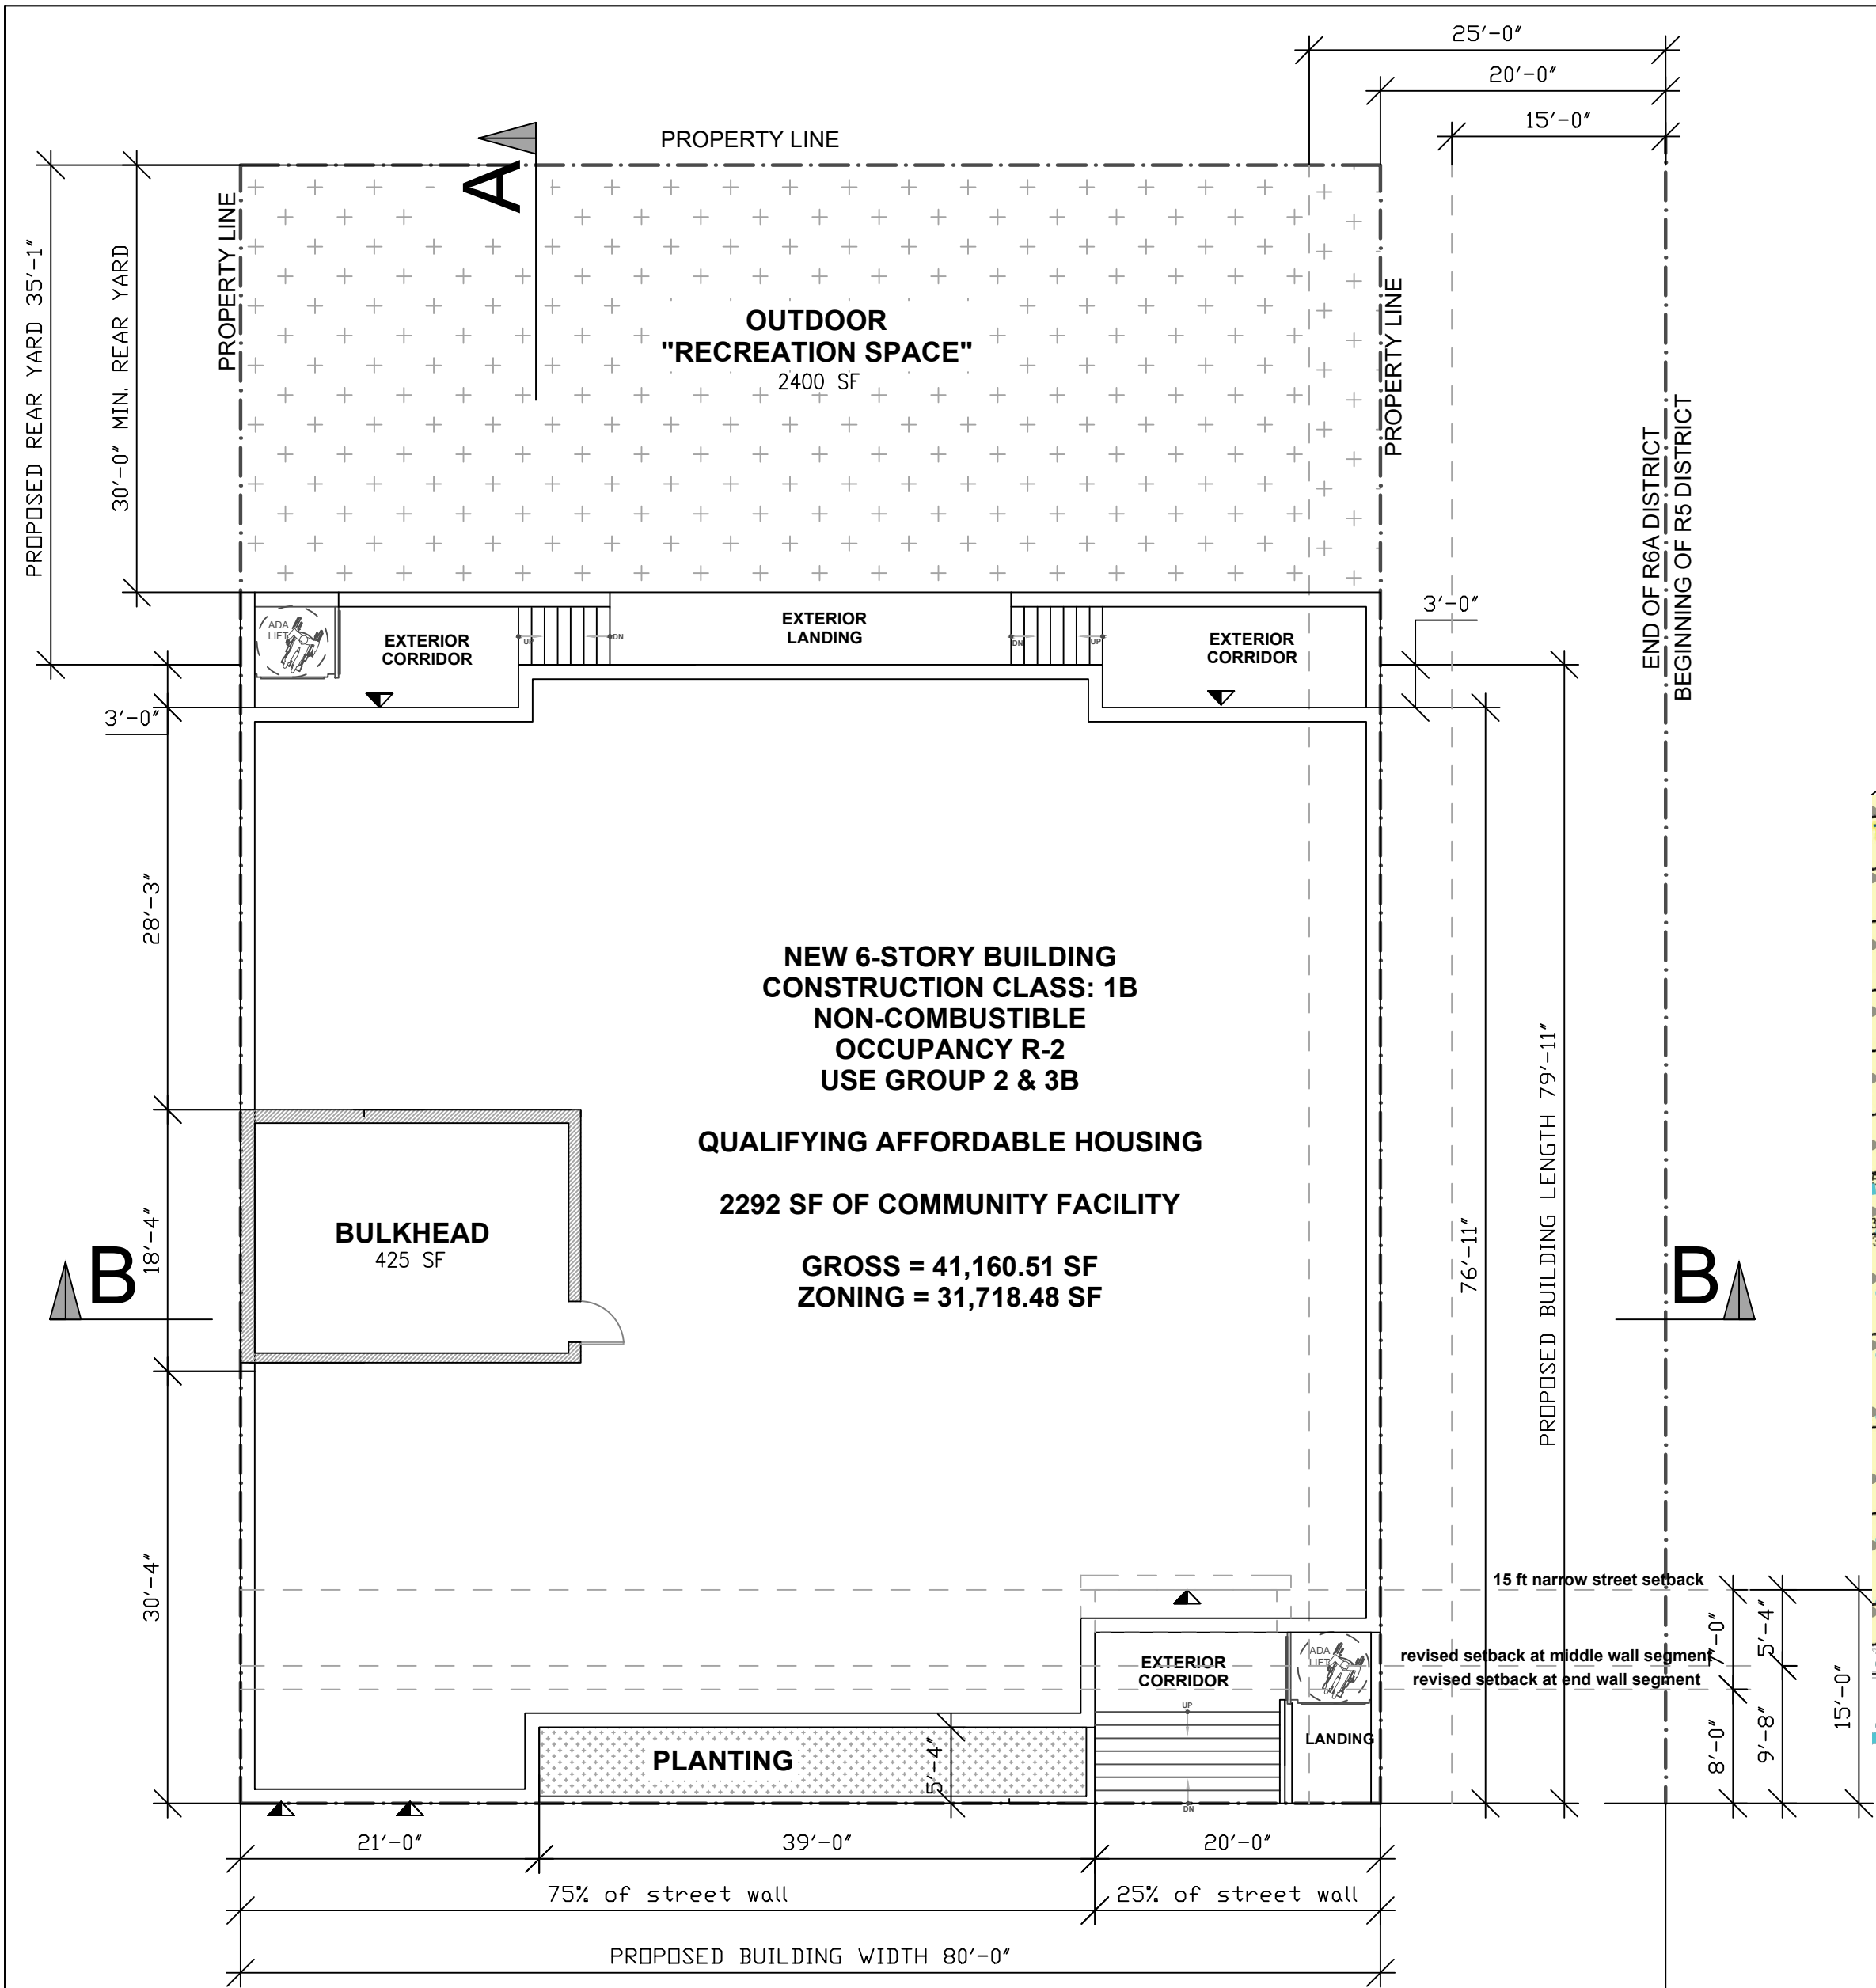 25'-0"
20'-0"
15'-0"
PROPERTY LINE
A
PROPERTY LINE
PROPOSED REAR YARD 35'-1"
30'-0" MIN. REAR YARD
OUTDOOR
"RECREATION SPACE"
2400 SF
PROPERTY LINE
END OF R6A DISTRICT
BEGINNING OF R5 DISTRICT
ADA
LIFT
EXTERIOR
CORRIDOR
UP
DN
EXTERIOR
LANDING
DN
UP
EXTERIOR
CORRIDOR
3'-0"
3'-0"
28'-3"
NEW 6-STORY BUILDING
CONSTRUCTION CLASS: 1B
NON-COMBUSTIBLE
OCCUPANCY R-2
USE GROUP 2 & 3B
QUALIFYING AFFORDABLE HOUSING
2292 SF OF COMMUNITY FACILITY
GROSS = 41,160.51 SF
ZONING = 31,718.48 SF
PROPOSED BUILDING LENGTH 79'-11"
76'-11"
BULKHEAD
425 SF
18'-4"
B
B
30'-4"
15 ft narrow street setback
revised setback at middle wall segment
revised setback at end wall segment
7'-0"
5'-4"
8'-0"
9'-8"
15'-0"
EXTERIOR
CORRIDOR
ADA
LIFT
UP
LANDING
DN
PLANTING
5'-4"
21'-0"
39'-0"
20'-0"
75% of street wall
25% of street wall
PROPOSED BUILDING WIDTH 80'-0"